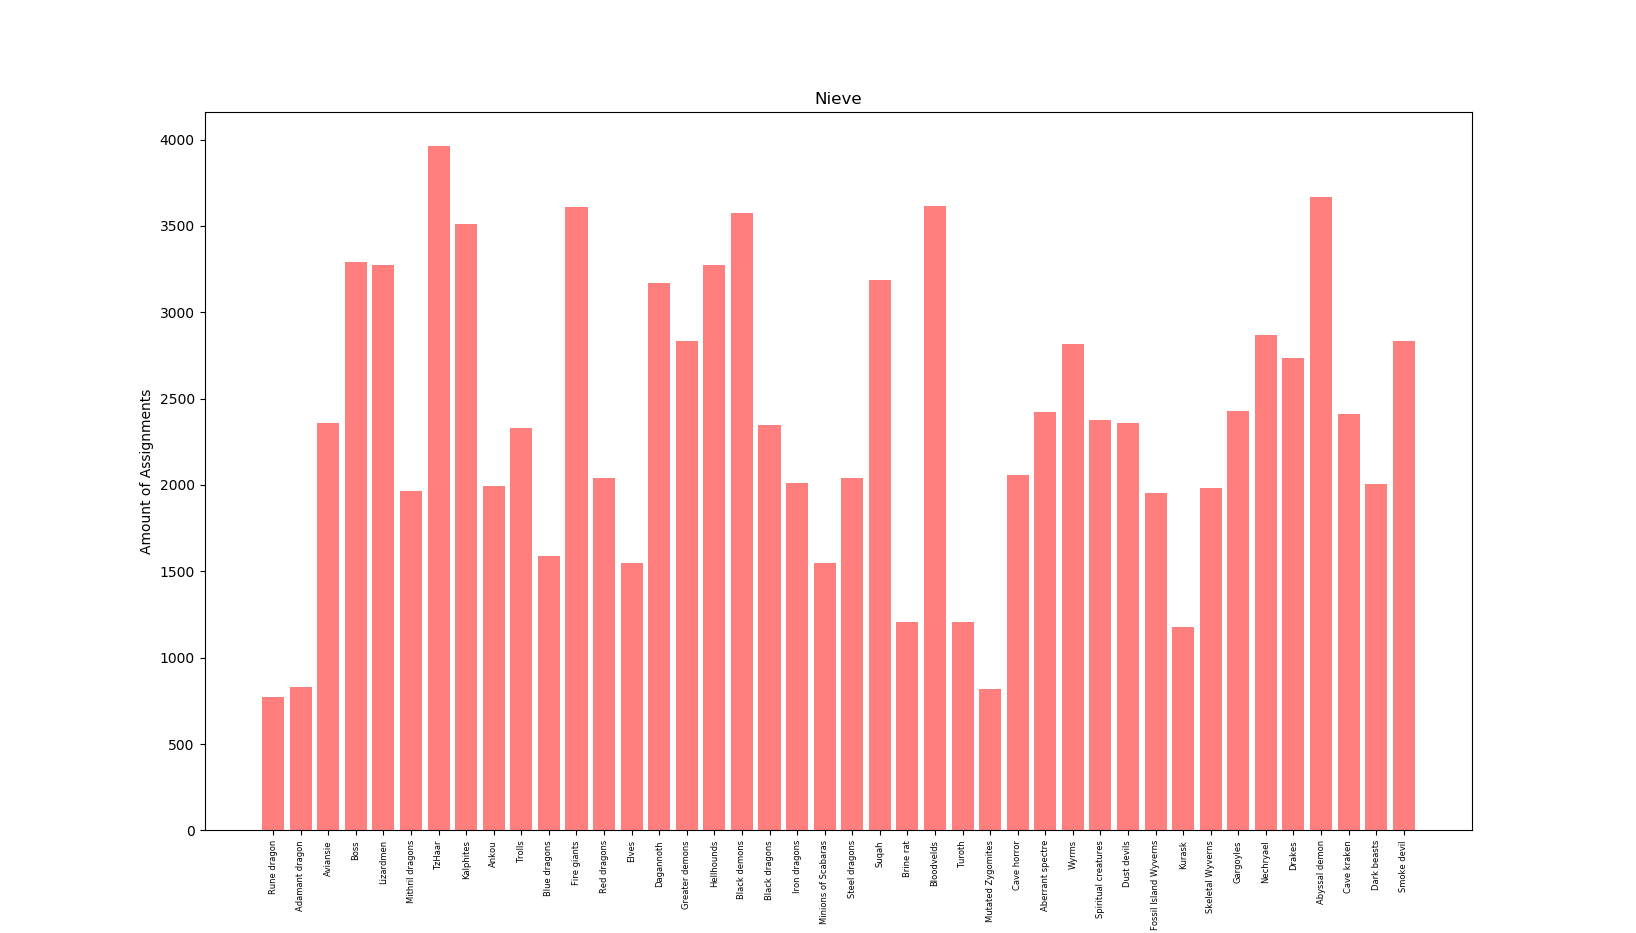 Nieve
Amount of Assignments
4000
3500
3000
2500
2000
1500
1000
500
0
Rune dragon
Adamant dragon
Aviansie
Boss
Lizardmen
Mithril dragons
TzHaar
Kalphites
Ankou
Trolls
Blue dragons
Fire giants
Red dragons
Elves
Dagannoth
Greater demons
Hellhounds
Black demons
Black dragons
Iron dragons
Minions of Scabaras
Steel dragons
Suqah
Brine rat
Bloodvelds
Turoth
Mutated Zygomites
Cave horror
Aberrant spectre
Wyrms
Spiritual creatures
Dust devils
Fossil Island Wyverns
Kurask
Skeletal Wyverns
Gargoyles
Nechryael
Drakes
Abyssal demon
Cave kraken
Dark beasts
Smoke devil